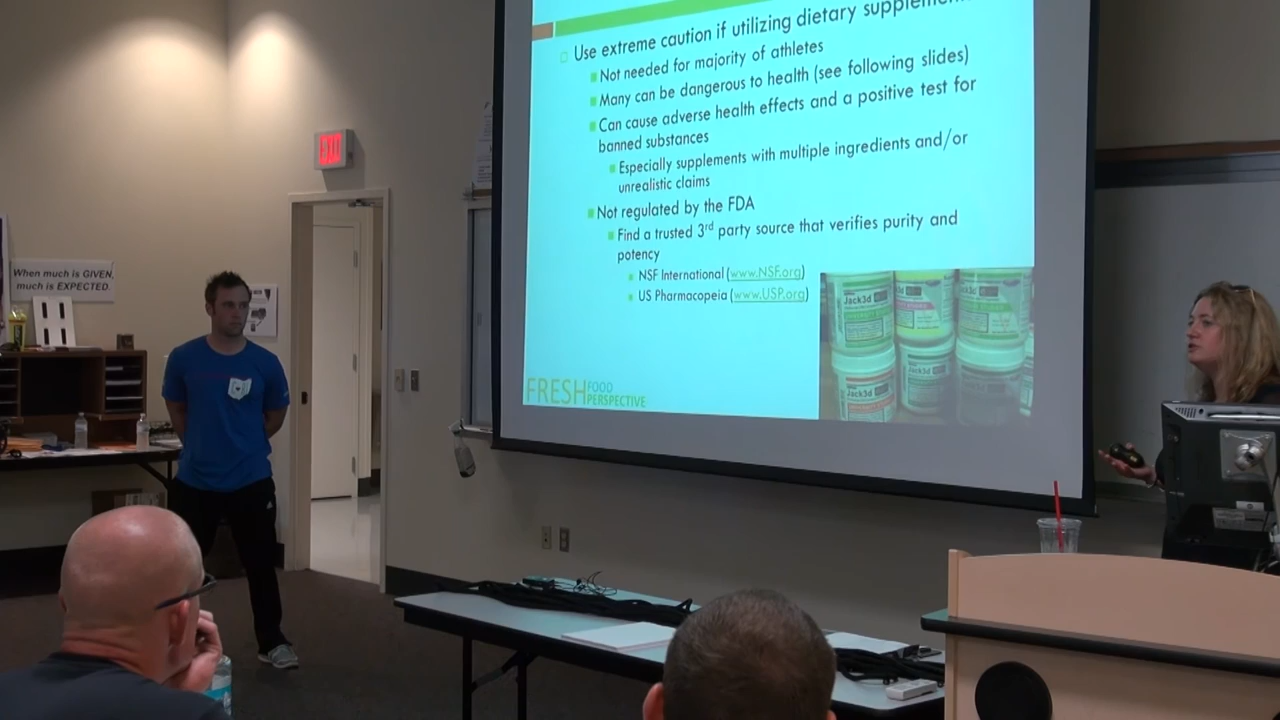 Use extreme caution if utilizing dietary
Not needed for majority of athletes
Many can be dangerous to health (see following slides)
Can cause adverse health effects and a positive test for
banned substances
Especially supplements with multiple ingredients and/or
unrealistic claims
Not regulated by the FDA
Find a trusted 3rd party source that verifies purity and
potency
NSF International (www.NSF.org)
US Pharmacopeia (www.USP.org)
Jack3d
Jack3d
Jack3d
Jack3d
FRESH FOOD
PERSPECTIVE
EXIT
When much is GIVEN,
much is EXPECTED.